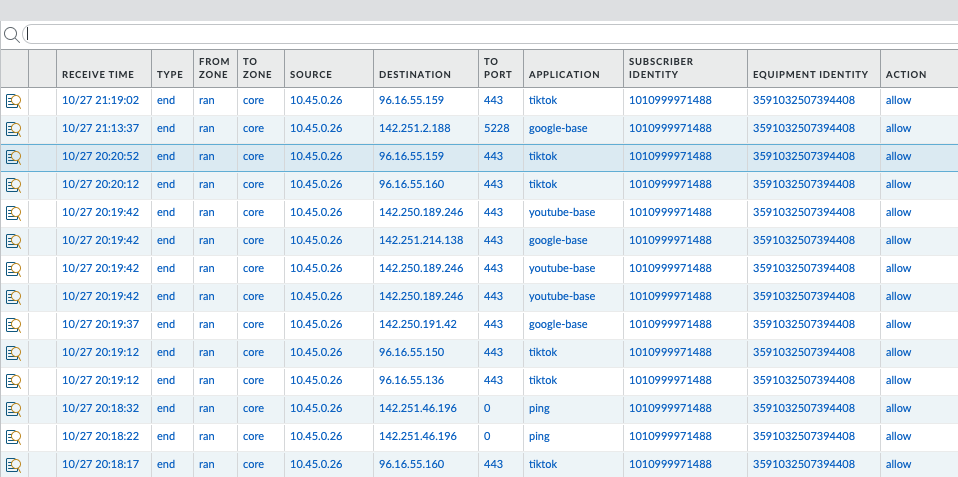 RECEIVE TIME TYPE FROM ZONE TO ZONE SOURCE DESTINATION TO PORT APPLICATION SUBSCRIBER IDENTITY EQUIPMENT IDENTITY ACTION
10/27 21:19:02 end ran core 10.45.0.26 96.16.55.159 443 tiktok 1010999971488 3591032507394408 allow
10/27 21:13:37 end ran core 10.45.0.26 142.251.2.188 5228 google-base 1010999971488 3591032507394408 allow
10/27 20:20:52 end ran core 10.45.0.26 96.16.55.159 443 tiktok 1010999971488 3591032507394408 allow
10/27 20:20:12 end ran core 10.45.0.26 96.16.55.160 443 tiktok 1010999971488 3591032507394408 allow
10/27 20:19:42 end ran core 10.45.0.26 142.250.189.246 443 youtube-base 1010999971488 3591032507394408 allow
10/27 20:19:42 end ran core 10.45.0.26 142.251.214.138 443 google-base 1010999971488 3591032507394408 allow
10/27 20:19:42 end ran core 10.45.0.26 142.250.189.246 443 youtube-base 1010999971488 3591032507394408 allow
10/27 20:19:42 end ran core 10.45.0.26 142.250.189.246 443 youtube-base 1010999971488 3591032507394408 allow
10/27 20:19:37 end ran core 10.45.0.26 142.250.191.42 443 google-base 1010999971488 3591032507394408 allow
10/27 20:19:12 end ran core 10.45.0.26 96.16.55.150 443 tiktok 1010999971488 3591032507394408 allow
10/27 20:19:12 end ran core 10.45.0.26 96.16.55.136 443 tiktok 1010999971488 3591032507394408 allow
10/27 20:18:32 end ran core 10.45.0.26 142.251.46.196 0 ping 1010999971488 3591032507394408 allow
10/27 20:18:22 end ran core 10.45.0.26 142.251.46.196 0 ping 1010999971488 3591032507394408 allow
10/27 20:18:17 end ran core 10.45.0.26 96.16.55.160 443 tiktok 1010999971488 3591032507394408 allow